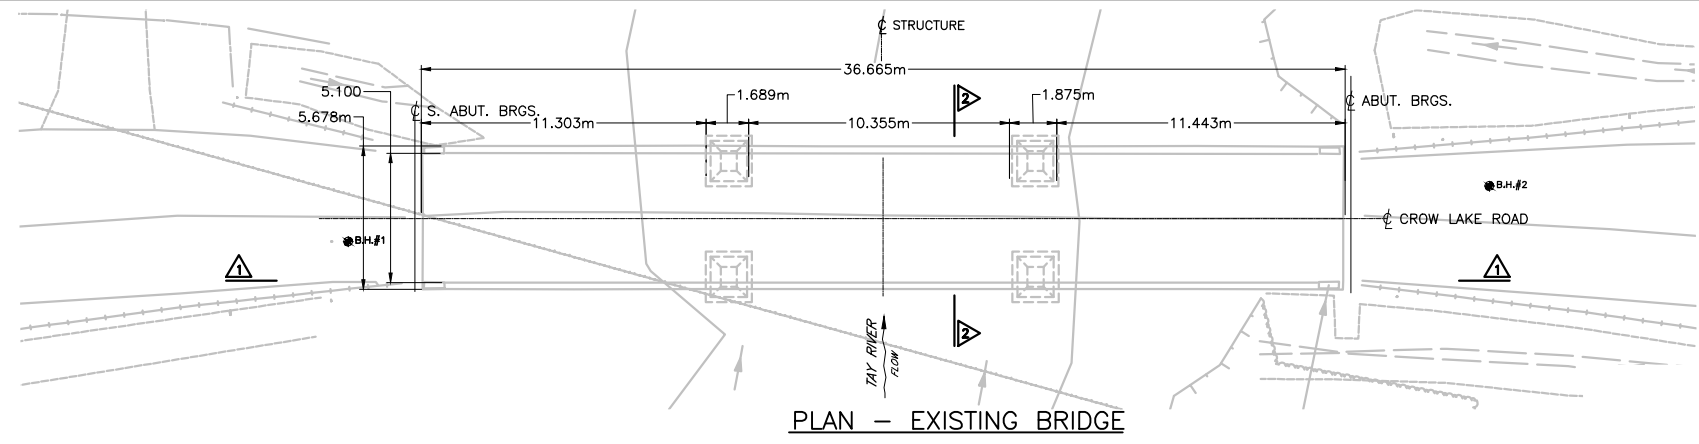 ℄ STRUCTURE
36.665m
5.100
5.678m
℄ S. ABUT. BRGS.
11.303m
1.689m
10.355m
2
1.875m
11.443m
℄ ABUT. BRGS.
B.H.#2
℄ CROW LAKE ROAD
B.H.#1
1
1
2
TAY RIVER
FLOW
PLAN – EXISTING BRIDGE